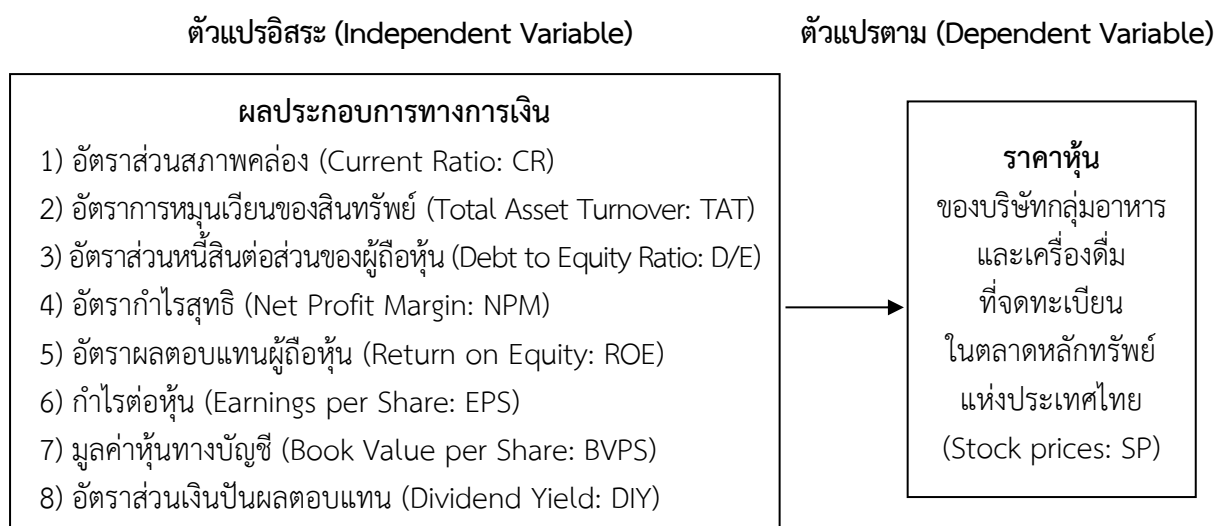 ตัวแปรอิสระ (Independent Variable)
ตัวแปรตาม (Dependent Variable)
ผลประกอบการทางการเงิน
1) อัตราส่วนสภาพคล่อง (Current Ratio: CR)
2) อัตราการหมุนเวียนของสินทรัพย์ (Total Asset Turnover: TAT)
3) อัตราส่วนหนี้สินต่อส่วนของผู้ถือหุ้น (Debt to Equity Ratio: D/E)
4) อัตรากำไรสุทธิ (Net Profit Margin: NPM)
5) อัตราผลตอบแทนผู้ถือหุ้น (Return on Equity: ROE)
6) กำไรต่อหุ้น (Earnings per Share: EPS)
7) มูลค่าหุ้นทางบัญชี (Book Value per Share: BVPS)
8) อัตราส่วนเงินปันผลตอบแทน (Dividend Yield: DIY)
ราคาหุ้น
ของบริษัทกลุ่มอาหาร
และเครื่องดื่ม
ที่จดทะเบียน
ในตลาดหลักทรัพย์
แห่งประเทศไทย
(Stock prices: SP)